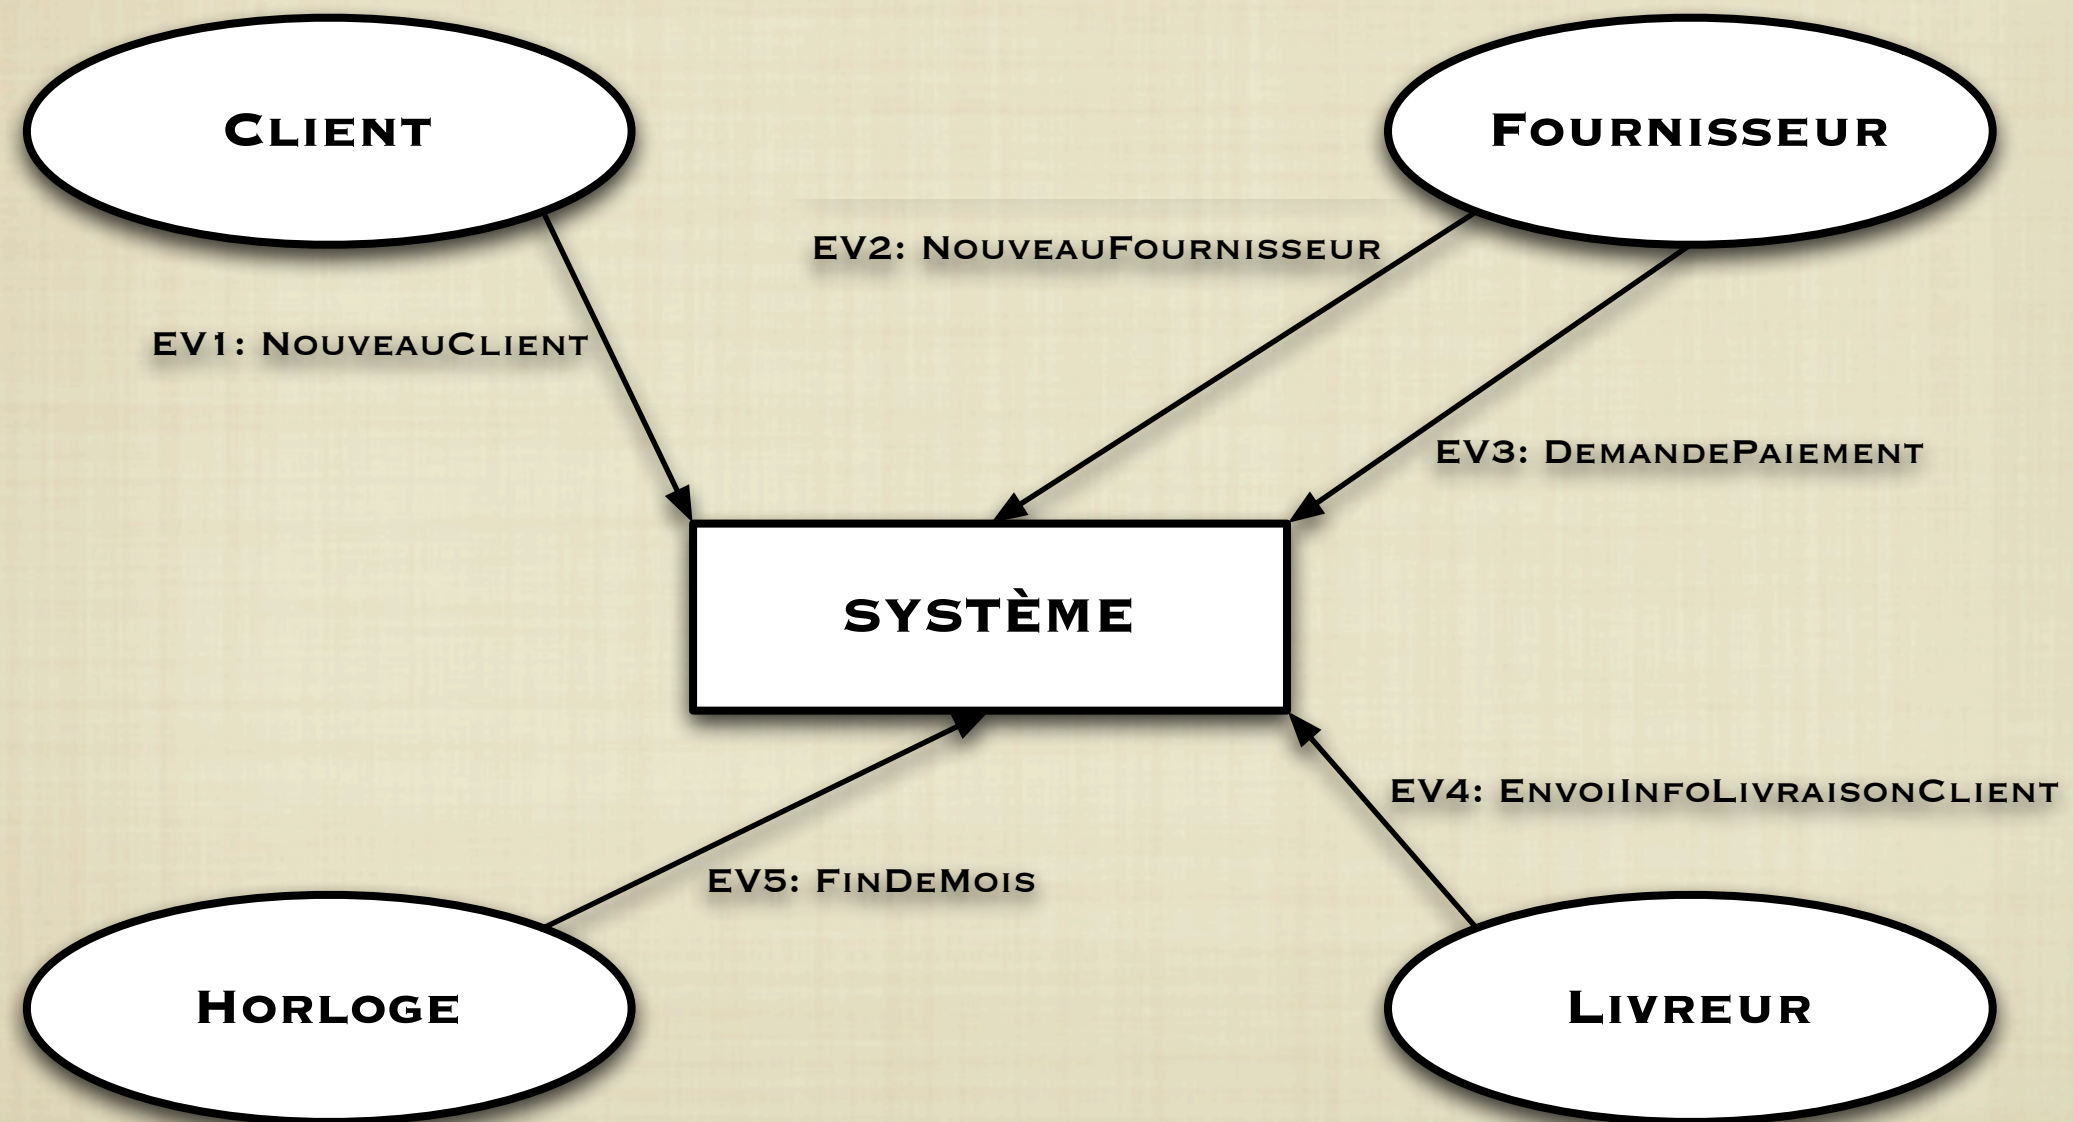 Client
Fournisseur
EV2: NouveauFournisseur
EV1: NouveauClient
EV3: DemandePaiement
SYSTÈME
EV4: EnvoiInfoLivraisonClient
EV5: FinDeMois
Horloge
Livreur